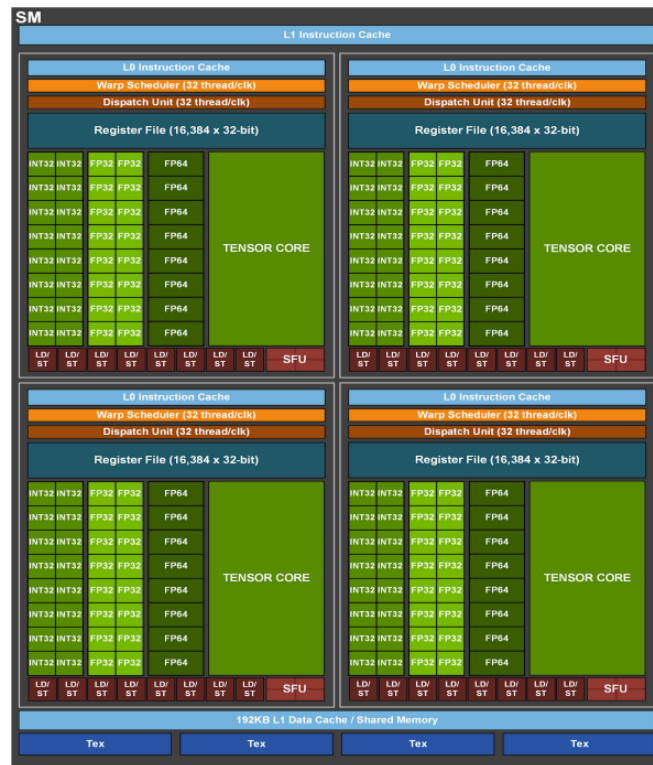 SM
L1 Instruction Cache
L0 Instruction Cache
Warp Scheduler (32 thread/clk)
Dispatch Unit (32 thread/clk)
Register File (16,384 x 32-bit)
INT32 INT32 FP32 FP32 FP64
INT32 INT32 FP32 FP32 FP64
INT32 INT32 FP32 FP32 FP64
INT32 INT32 FP32 FP32 FP64
TENSOR CORE
INT32 INT32 FP32 FP32 FP64
INT32 INT32 FP32 FP32 FP64
INT32 INT32 FP32 FP32 FP64
INT32 INT32 FP32 FP32 FP64
LD/ LD/ LD/ LD/ LD/ LD/ LD/ LD/
ST ST ST ST ST ST ST ST
SFU
L0 Instruction Cache
Warp Scheduler (32 thread/clk)
Dispatch Unit (32 thread/clk)
Register File (16,384 x 32-bit)
INT32 INT32 FP32 FP32 FP64
INT32 INT32 FP32 FP32 FP64
INT32 INT32 FP32 FP32 FP64
INT32 INT32 FP32 FP32 FP64
TENSOR CORE
INT32 INT32 FP32 FP32 FP64
INT32 INT32 FP32 FP32 FP64
INT32 INT32 FP32 FP32 FP64
INT32 INT32 FP32 FP32 FP64
LD/ LD/ LD/ LD/ LD/ LD/ LD/ LD/
ST ST ST ST ST ST ST ST
SFU
L0 Instruction Cache
Warp Scheduler (32 thread/clk)
Dispatch Unit (32 thread/clk)
Register File (16,384 x 32-bit)
INT32 INT32 FP32 FP32 FP64
INT32 INT32 FP32 FP32 FP64
INT32 INT32 FP32 FP32 FP64
INT32 INT32 FP32 FP32 FP64
TENSOR CORE
INT32 INT32 FP32 FP32 FP64
INT32 INT32 FP32 FP32 FP64
INT32 INT32 FP32 FP32 FP64
INT32 INT32 FP32 FP32 FP64
LD/ LD/ LD/ LD/ LD/ LD/ LD/ LD/
ST ST ST ST ST ST ST ST
SFU
L0 Instruction Cache
Warp Scheduler (32 thread/clk)
Dispatch Unit (32 thread/clk)
Register File (16,384 x 32-bit)
INT32 INT32 FP32 FP32 FP64
INT32 INT32 FP32 FP32 FP64
INT32 INT32 FP32 FP32 FP64
INT32 INT32 FP32 FP32 FP64
TENSOR CORE
INT32 INT32 FP32 FP32 FP64
INT32 INT32 FP32 FP32 FP64
INT32 INT32 FP32 FP32 FP64
INT32 INT32 FP32 FP32 FP64
LD/ LD/ LD/ LD/ LD/ LD/ LD/ LD/
ST ST ST ST ST ST ST ST
SFU
192KB L1 Data Cache / Shared Memory
Tex Tex Tex Tex